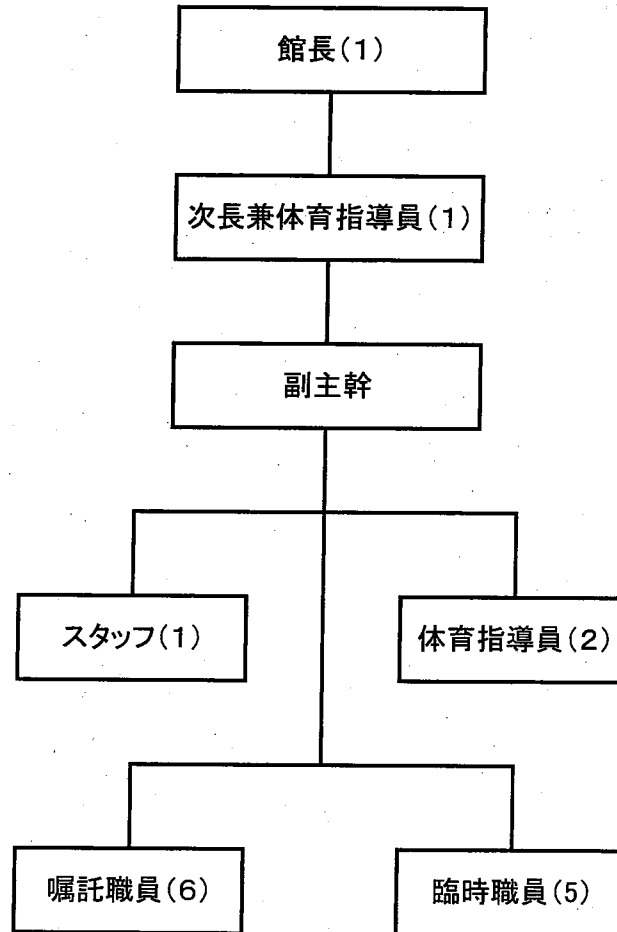 館長(1)
次長兼体育指導員(1)
副主幹
スタッフ(1)
体育指導員(2)
嘱託職員(6)
臨時職員(5)